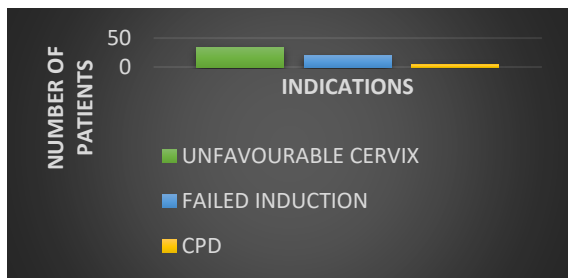 NUMBER OF
PATIENTS
50
0
INDICATIONS
UNFAVOURABLE CERVIX
FAILED INDUCTION
CPD